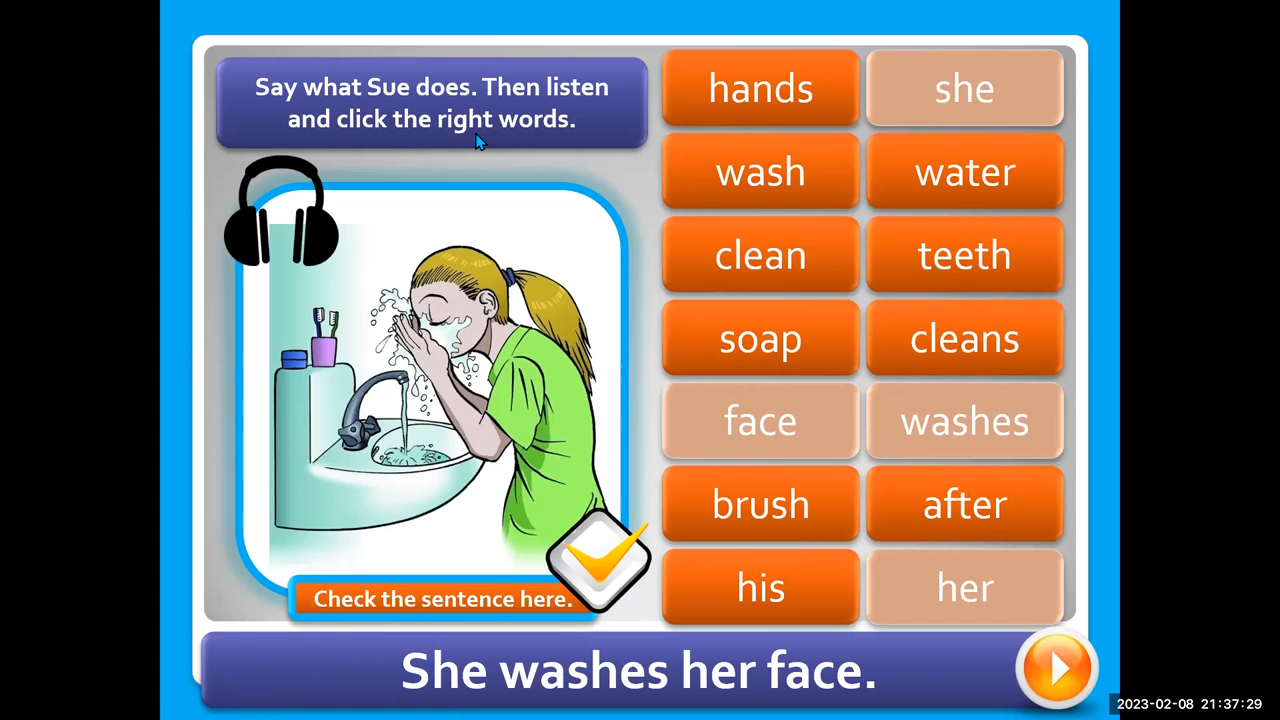 Say what Sue does. Then listen
and click the right words.
hands
she
wash
water
clean
teeth
soap
cleans
face
washes
brush
after
his
her
Check the sentence here.
She washes her face.
2023-02-08 21:37:29